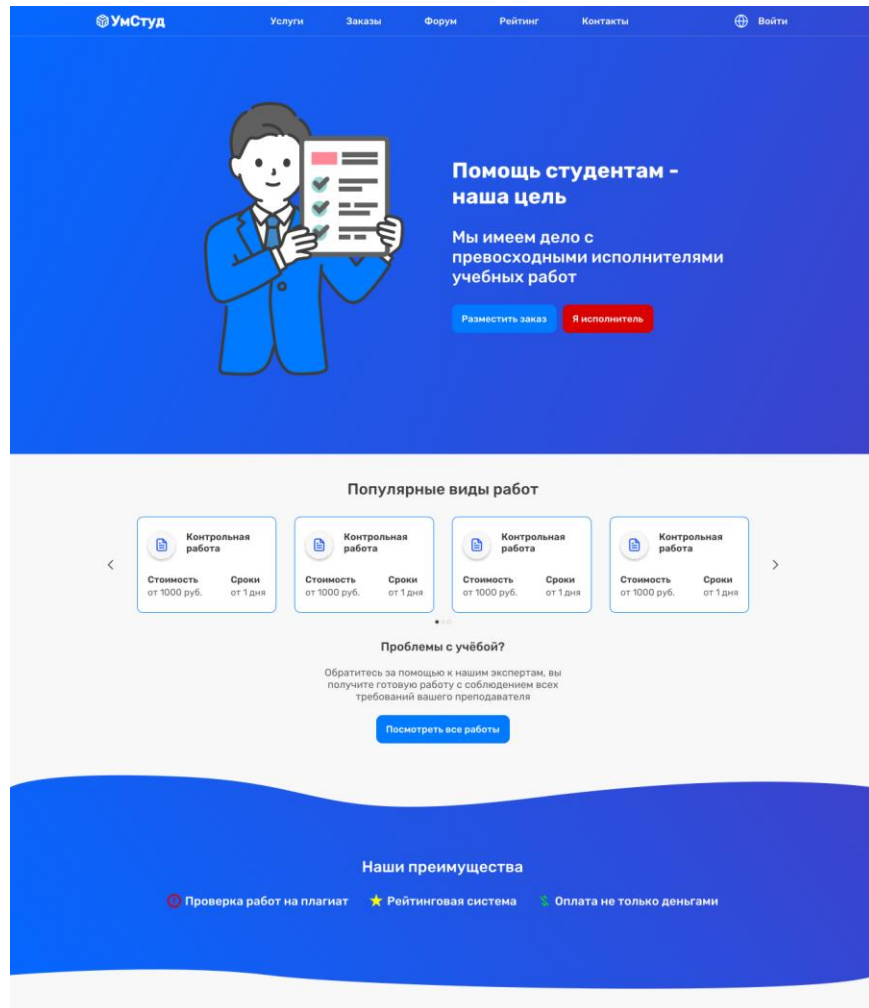 УмСтуд Услуги Заказы Форум Рейтинг Контакты Войти
Помощь студентам -
наша цель
Мы имеем дело с
превосходными исполнителями
учебных работ
Разместить заказ Я исполнитель
Популярные виды работ
Контрольная Контрольная Контрольная Контрольная
работа работа работа работа
Стоимость Сроки Стоимость Сроки Стоимость Сроки Стоимость Сроки
от 1000 руб. от 1 дня от 1000 руб. от 1 дня от 1000 руб. от 1 дня от 1000 руб. от 1 дня
Проблемы с учёбой?
Обратитесь за помощью к нашим экспертам, вы
получите готовую работу с соблюдением всех
требований вашего преподавателя
Посмотреть все работы
Наши преимущества
Проверка работ на плагиат Рейтинговая система Оплата не только деньгами